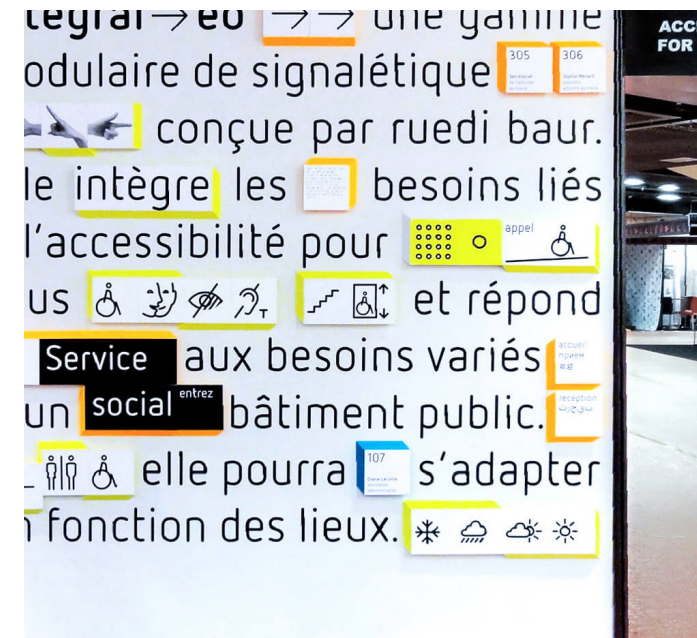 tegral→eo →→ une gamme
odulaire de signalétique 305 306
conçue par ruedi baur.
le intègre les besoins liés
l'accessibilité pour appel
us et répond
Service aux besoins variés accueil прием
un social entrez bâtiment public. reception
elle pourra 107 s'adapter
fonction des lieux.
ACC
FOR